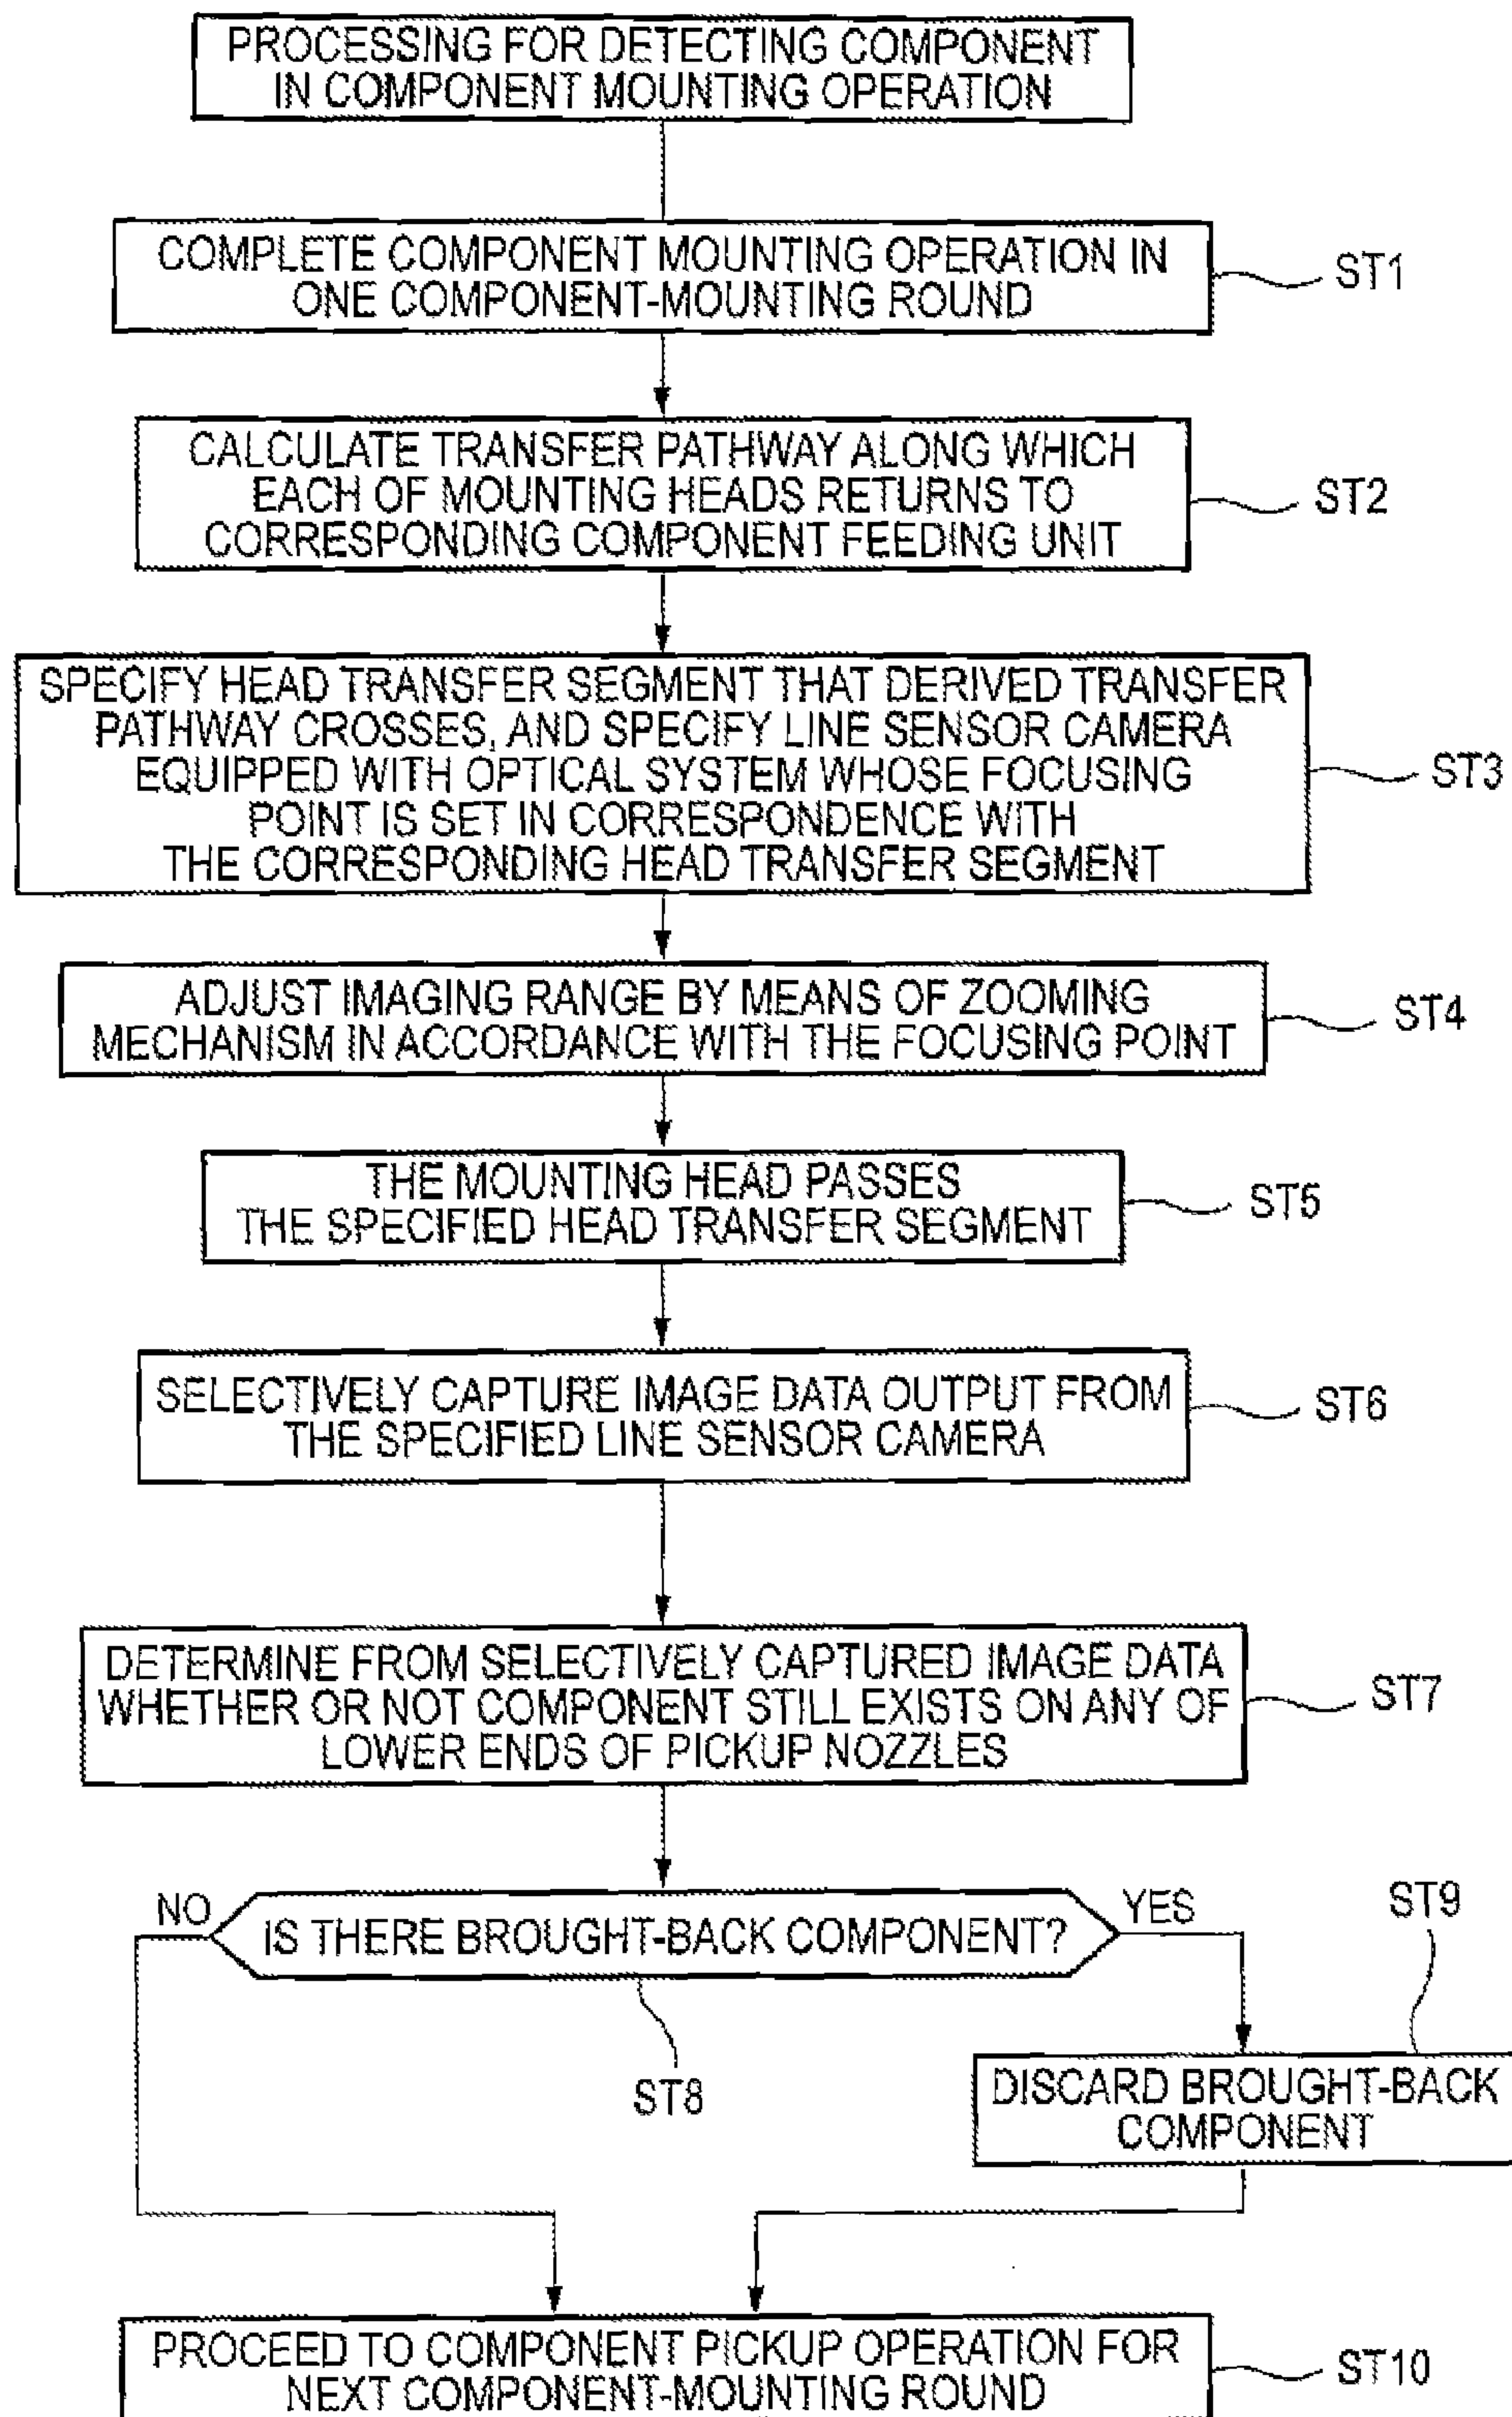 PROCESSING FOR DETECTING COMPONENT
IN COMPONENT MOUNTING OPERATION
COMPLETE COMPONENT MOUNTING OPERATION IN
ONE COMPONENT-MOUNTING ROUND
ST1
CALCULATE TRANSFER PATHWAY ALONG WHICH
EACH OF MOUNTING HEADS RETURNS TO
CORRESPONDING COMPONENT FEEDING UNIT
ST2
SPECIFY HEAD TRANSFER SEGMENT THAT DERIVED TRANSFER
PATHWAY CROSSES, AND SPECIFY LINE SENSOR CAMERA
EQUIPPED WITH OPTICAL SYSTEM WHOSE FOCUSING
POINT IS SET IN CORRESPONDENCE WITH
THE CORRESPONDING HEAD TRANSFER SEGMENT
ST3
ADJUST IMAGING RANGE BY MEANS OF ZOOMING
MECHANISM IN ACCORDANCE WITH THE FOCUSING POINT
ST4
THE MOUNTING HEAD PASSES
THE SPECIFIED HEAD TRANSFER SEGMENT
ST5
SELECTIVELY CAPTURE IMAGE DATA OUTPUT FROM
THE SPECIFIED LINE SENSOR CAMERA
ST6
DETERMINE FROM SELECTIVELY CAPTURED IMAGE DATA
WHETHER OR NOT COMPONENT STILL EXISTS ON ANY OF
LOWER ENDS OF PICKUP NOZZLES
ST7
NO
IS THERE BROUGHT-BACK COMPONENT?
YES
ST8
ST9
DISCARD BROUGHT-BACK
COMPONENT
PROCEED TO COMPONENT PICKUP OPERATION FOR
NEXT COMPONENT-MOUNTING ROUND
ST10